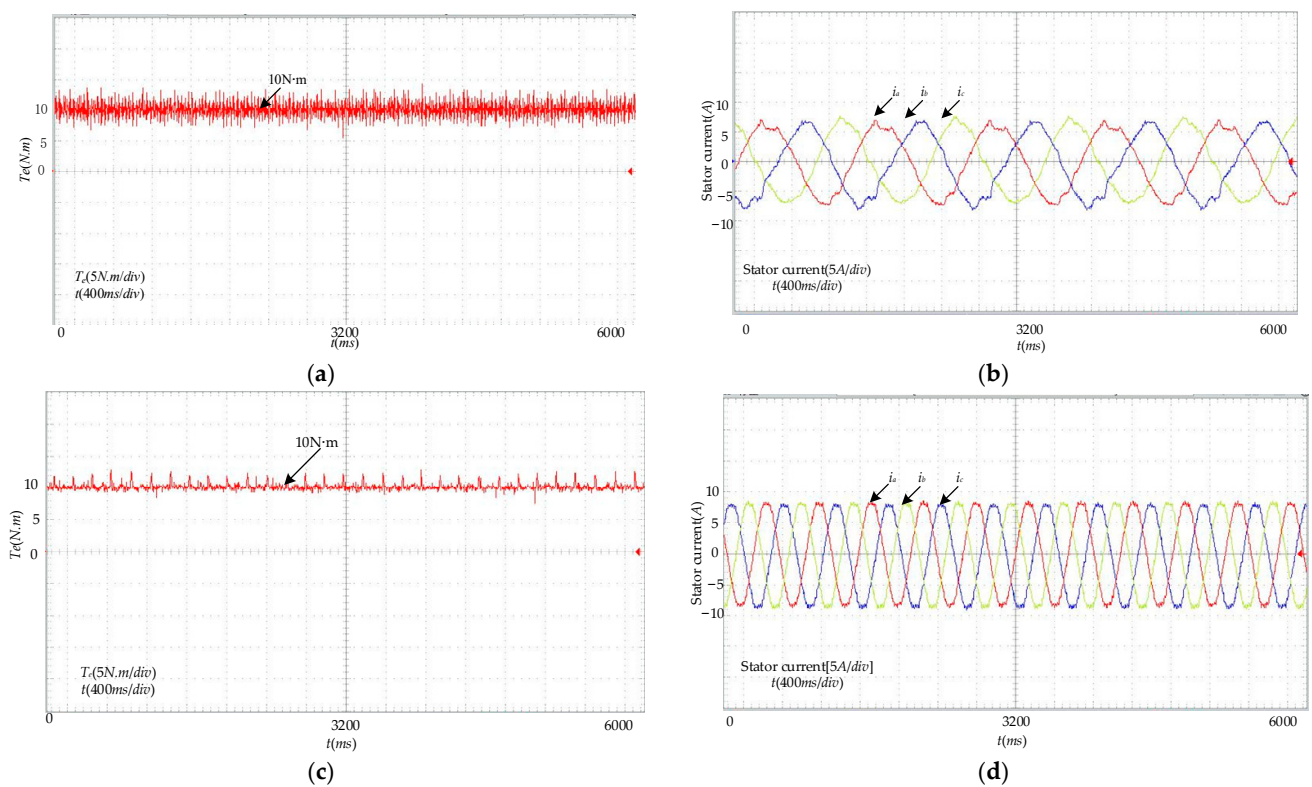 10N·m
10
5
0
Te(N.m)
Te(5N.m/div)
t(400ms/div)
0 3200 6000
t(ms)
(a)
ia ib ic
10
5
0
−5
−10
Stator current(A)
Stator current(5A/div)
t(400ms/div)
0 3200 6000
t(ms)
(b)
10N·m
10
5
0
Te(N.m)
Te(5N.m/div)
t(400ms/div)
0 3200 6000
t(ms)
(c)
ia ib ic
10
5
0
−5
−10
Stator current(A)
Stator current[5A/div]
t(400ms/div)
0 3200 6000
t(ms)
(d)